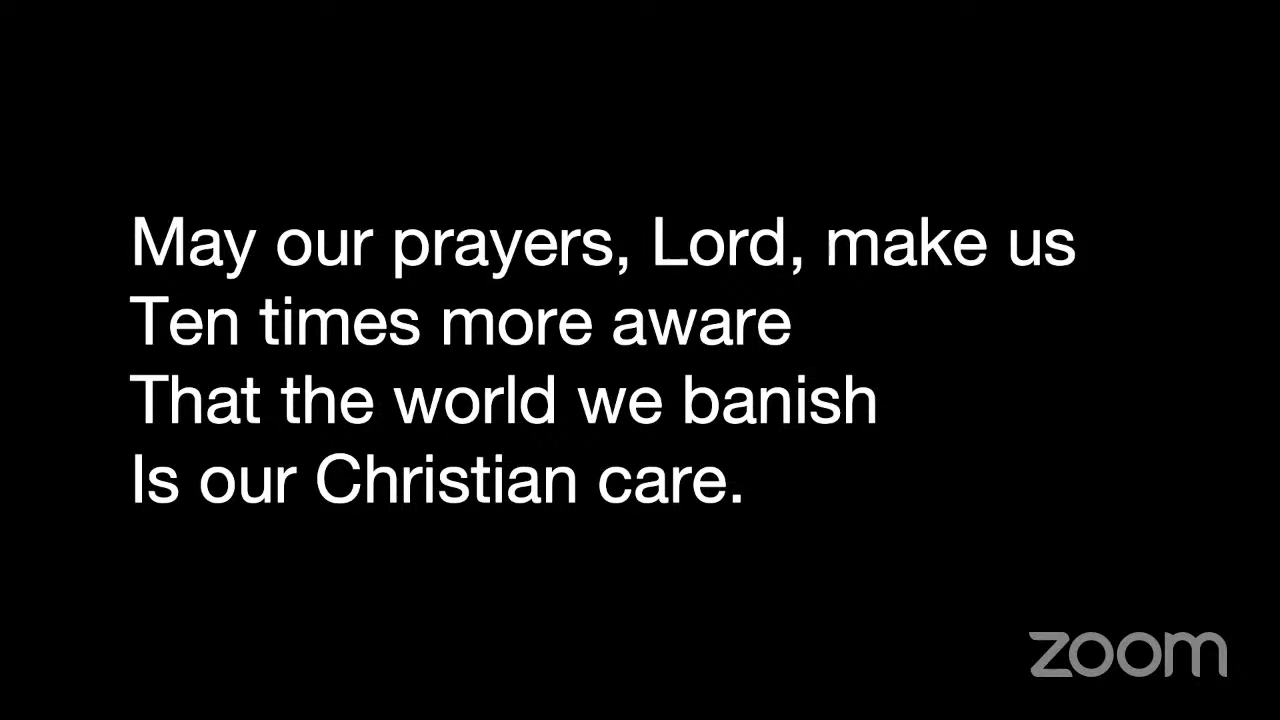 May our prayers, Lord, make us
Ten times more aware
That the world we banish
Is our Christian care.
zoom